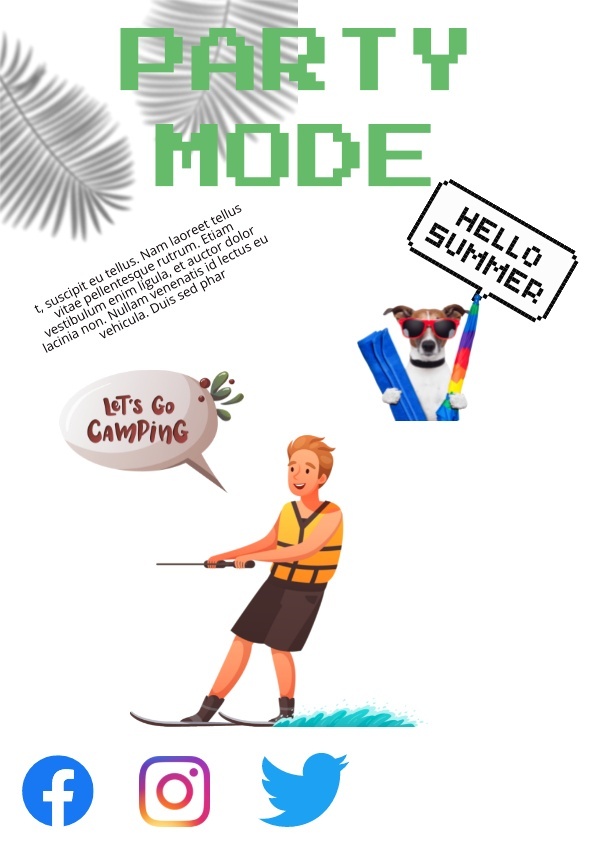 PARTY
MODE
HELLO
SUMMER
t, suscipit eu tellus. Nam laoreet tellus
vitae pellentesque rutrum. Etiam
vestibulum enim ligula, et auctor dolor
lacinia non. Nullam venenatis id lectus eu
vehicula. Duis sed phar
LET'S GO
CAMPING